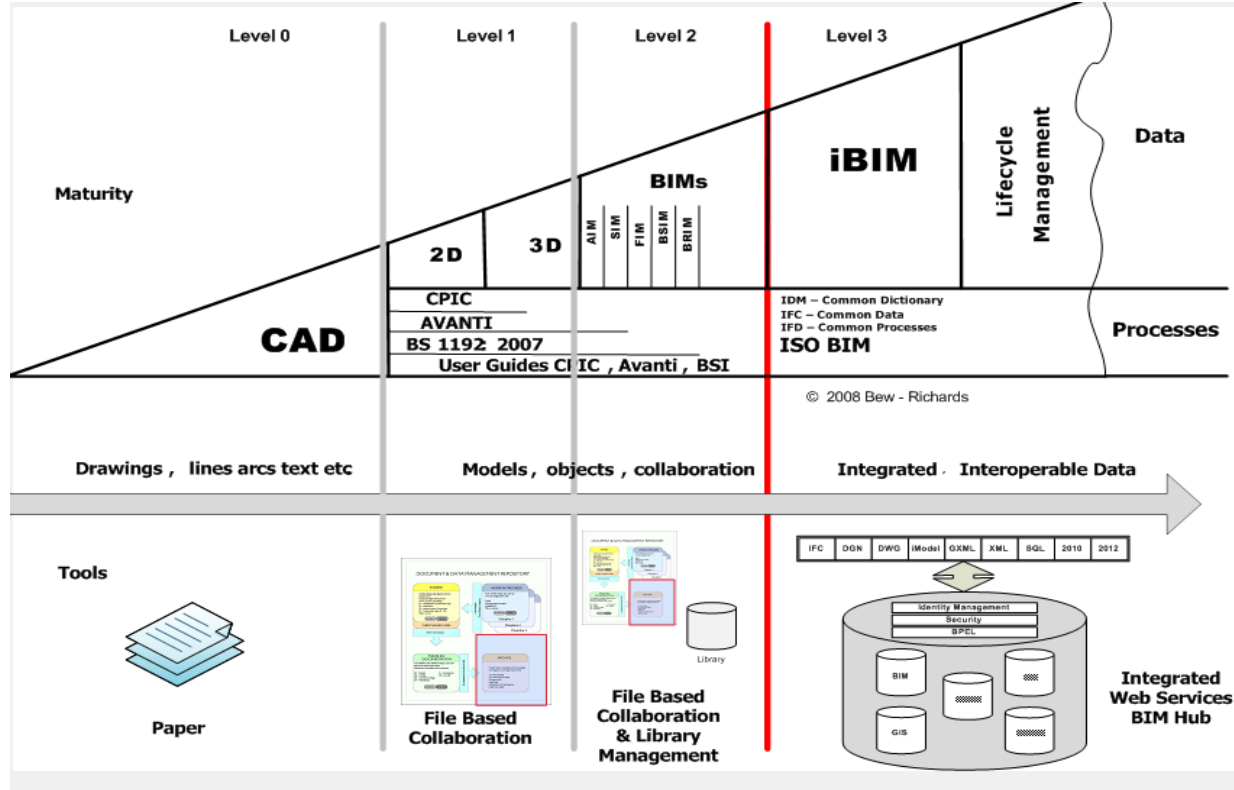 Level 0
Level 1
Level 2
Level 3
Maturity
CAD
2D
3D
BIMs
AIM
SIM
FIM
BSIM
BRIM
iBIM
Lifecycle
Management
Data
CPIC
AVANTI
BS 1192: 2007
User Guides CPIC , Avanti , BSI
IDM – Common Dictionary
IFC – Common Data
IFD – Common Processes
ISO BIM
Processes
© 2008 Bew - Richards
Drawings , lines arcs text etc
Models , objects , collaboration
Integrated , Interoperable Data
Tools
Paper
DOCUMENT & DATA MANAGEMENT REPOSITORY
File Based
Collaboration
Library
File Based
Collaboration
& Library
Management
IFC DGN DWG iModel GXML XML SQL 2010 2012
Identity Management
Security
BPEL
BIM
GIS
Integrated
Web Services
BIM Hub